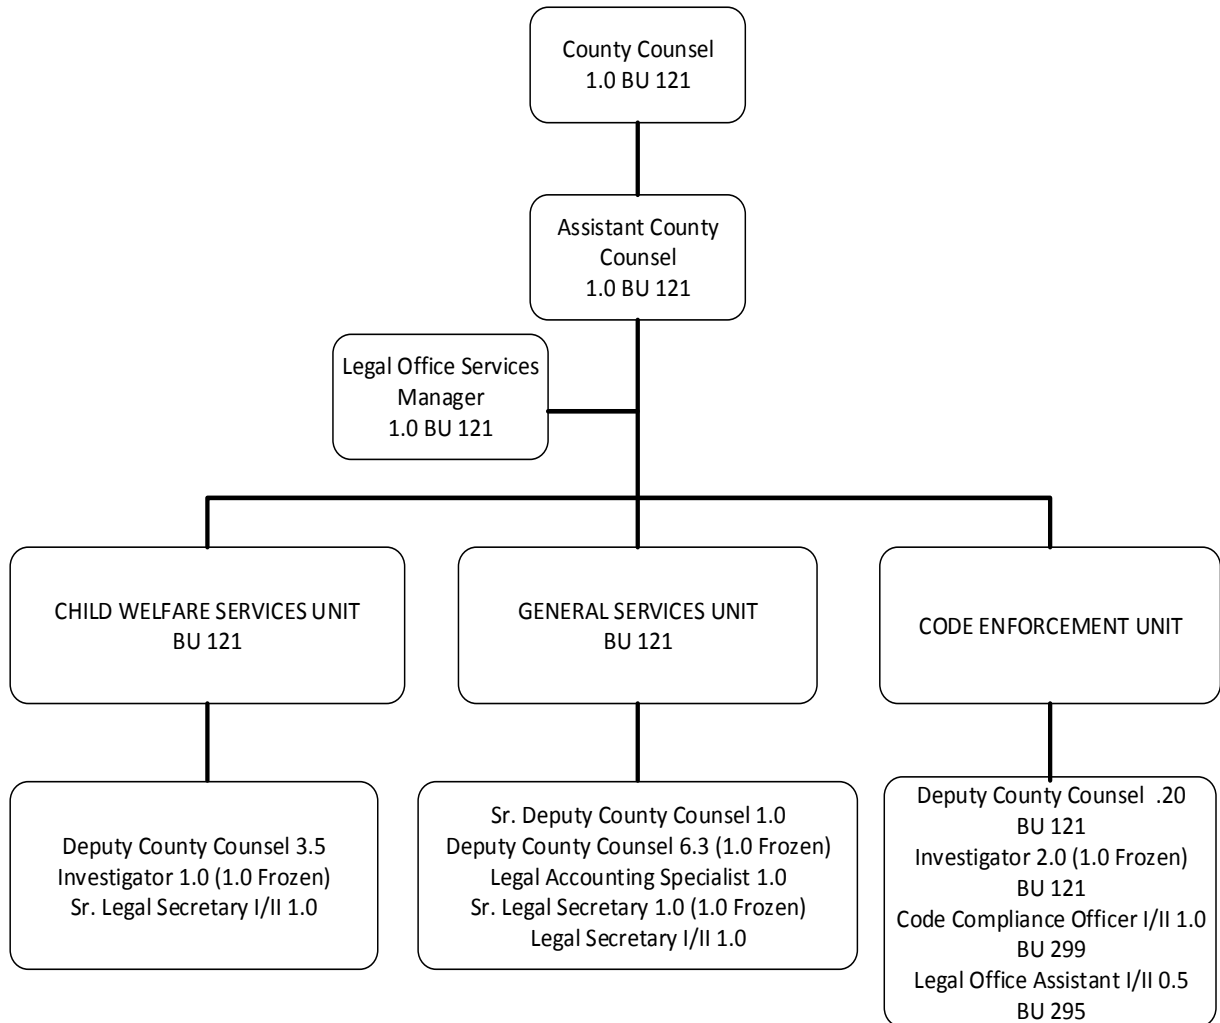 County Counsel
1.0 BU 121
Assistant County
Counsel
1.0 BU 121
Legal Office Services
Manager
1.0 BU 121
CHILD WELFARE SERVICES UNIT
BU 121
GENERAL SERVICES UNIT
BU 121
CODE ENFORCEMENT UNIT
Deputy County Counsel 3.5
Investigator 1.0 (1.0 Frozen)
Sr. Legal Secretary I/II 1.0
Sr. Deputy County Counsel 1.0
Deputy County Counsel 6.3 (1.0 Frozen)
Legal Accounting Specialist 1.0
Sr. Legal Secretary 1.0 (1.0 Frozen)
Legal Secretary I/II 1.0
Deputy County Counsel .20
BU 121
Investigator 2.0 (1.0 Frozen)
BU 121
Code Compliance Officer I/II 1.0
BU 299
Legal Office Assistant I/II 0.5
BU 295